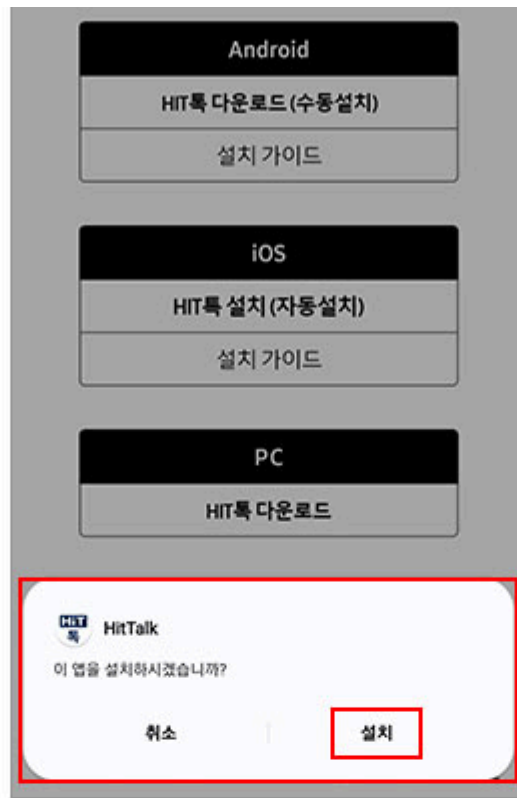 Android
HIT톡 다운로드 (수동설치)
설치 가이드
iOS
HIT톡 설치 (자동설치)
설치 가이드
PC
HIT톡 다운로드
HiT
톡
HitTalk
이 앱을 설치하시겠습니까?
취소
설치